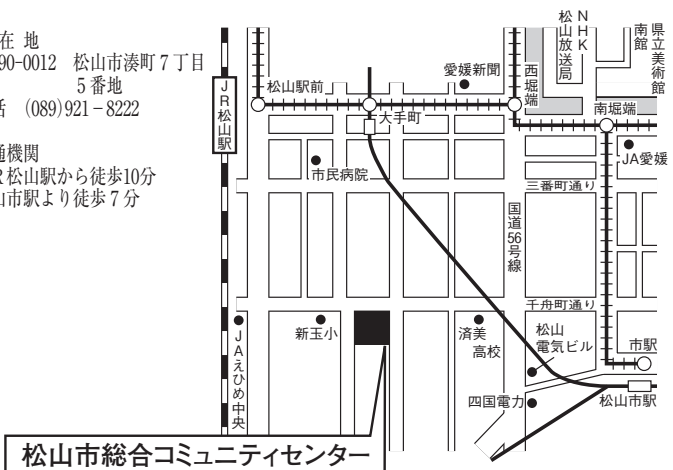 在 地
90-0012 松山市湊町7丁目
5番地
話 (089)921－8222
通機関
R松山駅から徒歩10分
山市駅より徒歩7分
JR松山駅
松山駅前
大手町
愛媛新聞
西堀端
NHK
松山放送局
県立美術館
南館
南堀端
JA愛媛
市民病院
三番町通り
国道56号線
千舟町通り
JAえひめ中央
新玉小
済美
高校
松山
電気ビル
市駅
四国電力
松山市駅
松山市総合コミュニティセンター